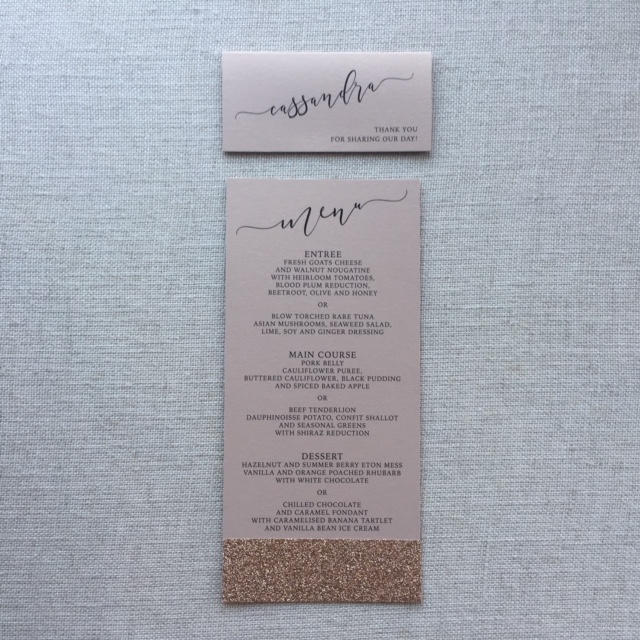 cassandra
THANK YOU
FOR SHARING OUR DAY!
menu
ENTREE
FRESH GOATS CHEESE
AND WALNUT NOUGATINE
WITH HEIRLOOM TOMATOES,
BLOOD PLUM REDUCTION,
BEETROOT, OLIVE AND HONEY
OR
BLOW TORCHED RARE TUNA
ASIAN MUSHROOMS, SEAWEED SALAD,
LIME, SOY AND GINGER DRESSING
MAIN COURSE
PORK BELLY
CAULIFLOWER PUREE,
BUTTERED CAULIFLOWER, BLACK PUDDING
AND SPICED BAKED APPLE
OR
BEEF TENDERLION
DAUPHINOISSE POTATO, CONFIT SHALLOT
AND SEASONAL GREENS
WITH SHIRAZ REDUCTION
DESSERT
HAZELNUT AND SUMMER BERRY ETON MESS
VANILLA AND ORANGE POACHED RHUBARB
WITH WHITE CHOCOLATE
OR
CHILLED CHOCOLATE
AND CARAMEL FONDANT
WITH CARAMELISED BANANA TARTLET
AND VANILLA BEAN ICE CREAM